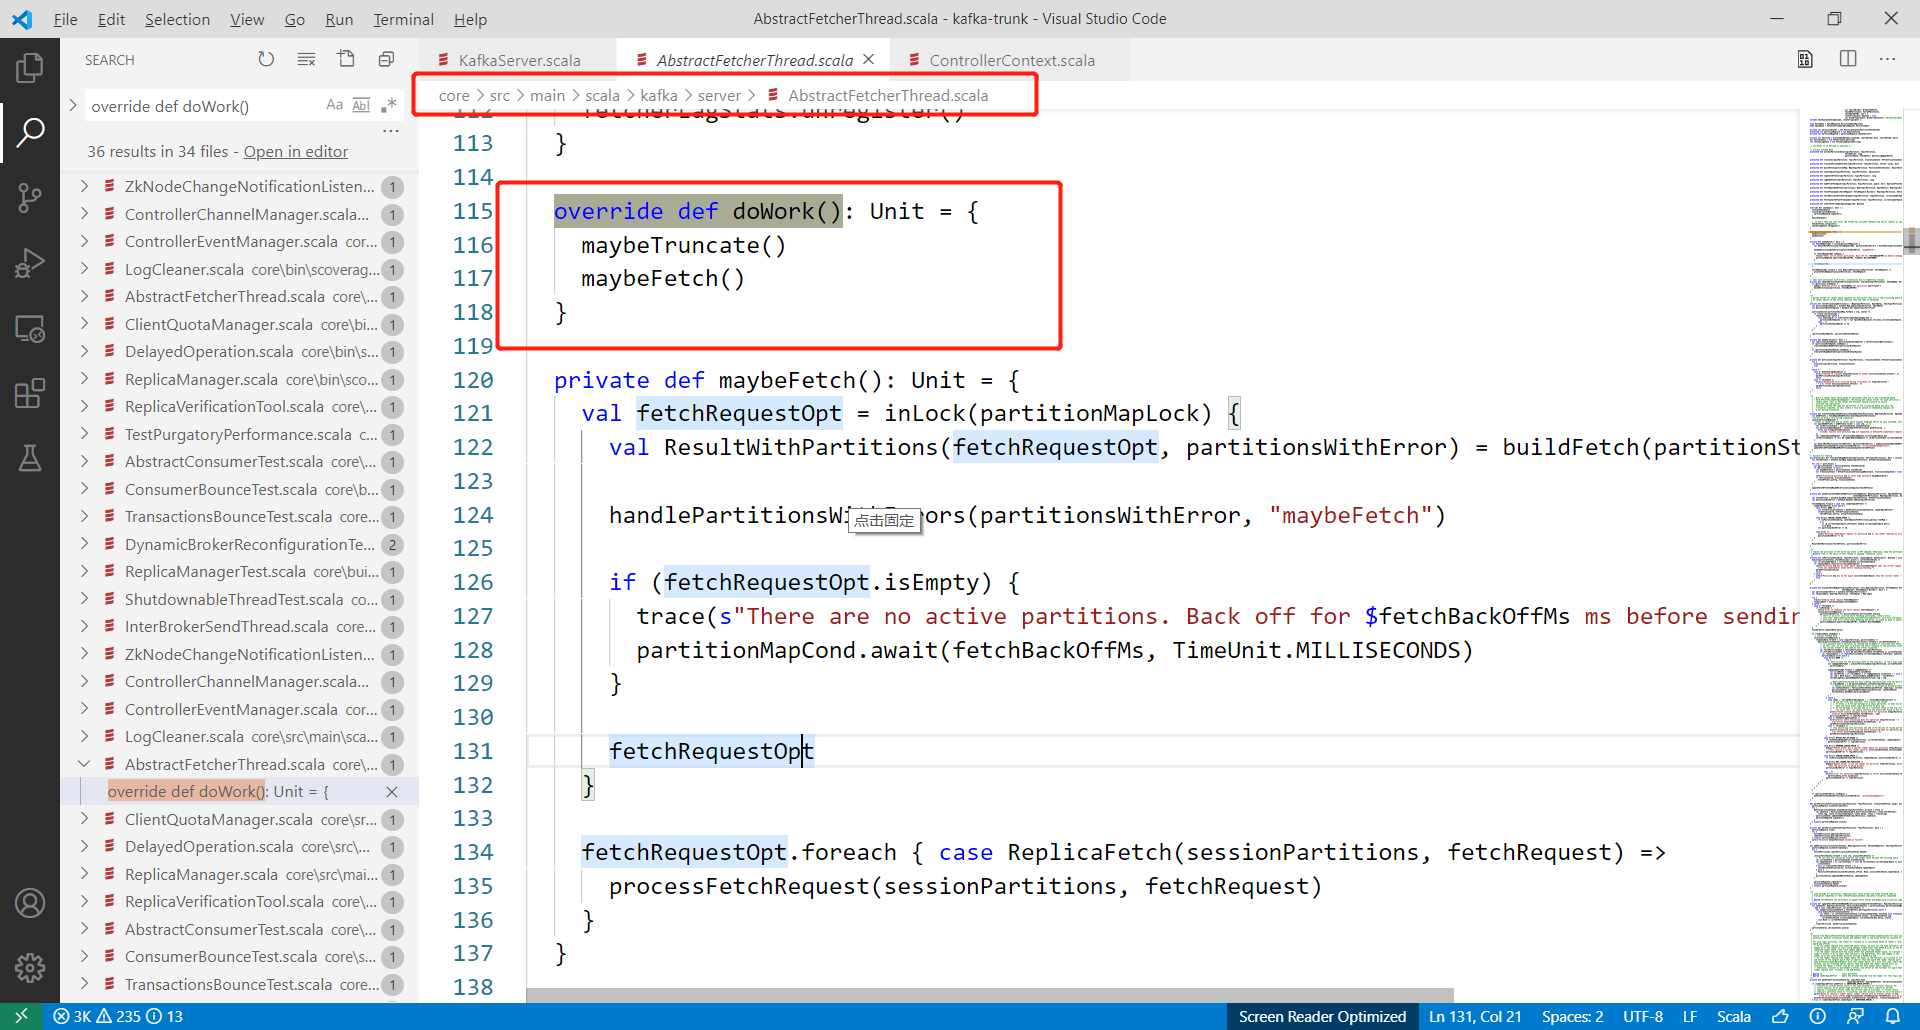 File Edit Selection View Go Run Terminal Help
AbstractFetcherThread.scala - kafka-trunk - Visual Studio Code
SEARCH
override def doWork()
Aa Abl .*
36 results in 34 files - Open in editor
ZkNodeChangeNotificationListen... 1
ControllerChannelManager.scala... 1
ControllerEventManager.scala cor... 1
LogCleaner.scala core\bin\scoverag... 1
AbstractFetcherThread.scala core\... 1
ClientQuotaManager.scala core\bi... 1
DelayedOperation.scala core\bin\s... 1
ReplicaManager.scala core\bin\sco... 1
ReplicaVerificationTool.scala core\... 1
TestPurgatoryPerformance.scala c... 1
AbstractConsumerTest.scala core\... 1
ConsumerBounceTest.scala core\b... 1
TransactionsBounceTest.scala core... 1
DynamicBrokerReconfigurationTe... 2
ReplicaManagerTest.scala core\bui... 1
ShutdownableThreadTest.scala co... 1
InterBrokerSendThread.scala core... 1
ZkNodeChangeNotificationListen... 1
ControllerChannelManager.scala... 1
ControllerEventManager.scala cor... 1
LogCleaner.scala core\src\main\sca... 1
AbstractFetcherThread.scala core\... 1
override def doWork(): Unit = {
ClientQuotaManager.scala core\sr... 1
DelayedOperation.scala core\src\... 1
ReplicaManager.scala core\src\mai... 1
ReplicaVerificationTool.scala core\... 1
AbstractConsumerTest.scala core\... 1
ConsumerBounceTest.scala core\s... 1
TransactionsBounceTest.scala core... 1
KafkaServer.scala
AbstractFetcherThread.scala
ControllerContext.scala
core > src > main > scala > kafka > server > AbstractFetcherThread.scala
112 fetcherLagStats.unregister()
113 }
114
115 override def doWork(): Unit = {
116 maybeTruncate()
117 maybeFetch()
118 }
119
120 private def maybeFetch(): Unit = {
121 val fetchRequestOpt = inLock(partitionMapLock) {
122 val ResultWithPartitions(fetchRequestOpt, partitionsWithError) = buildFetch(partitionSt
123
124 handlePartitionsWithErrors(partitionsWithError, "maybeFetch")
点击固定
125
126 if (fetchRequestOpt.isEmpty) {
127 trace(s"There are no active partitions. Back off for $fetchBackOffMs ms before sendin
128 partitionMapCond.await(fetchBackOffMs, TimeUnit.MILLISECONDS)
129 }
130
131 fetchRequestOpt
132 }
133
134 fetchRequestOpt.foreach { case ReplicaFetch(sessionPartitions, fetchRequest) =>
135 processFetchRequest(sessionPartitions, fetchRequest)
136 }
137 }
138
3K 235 13
Screen Reader Optimized Ln 131, Col 21 Spaces: 2 UTF-8 LF Scala